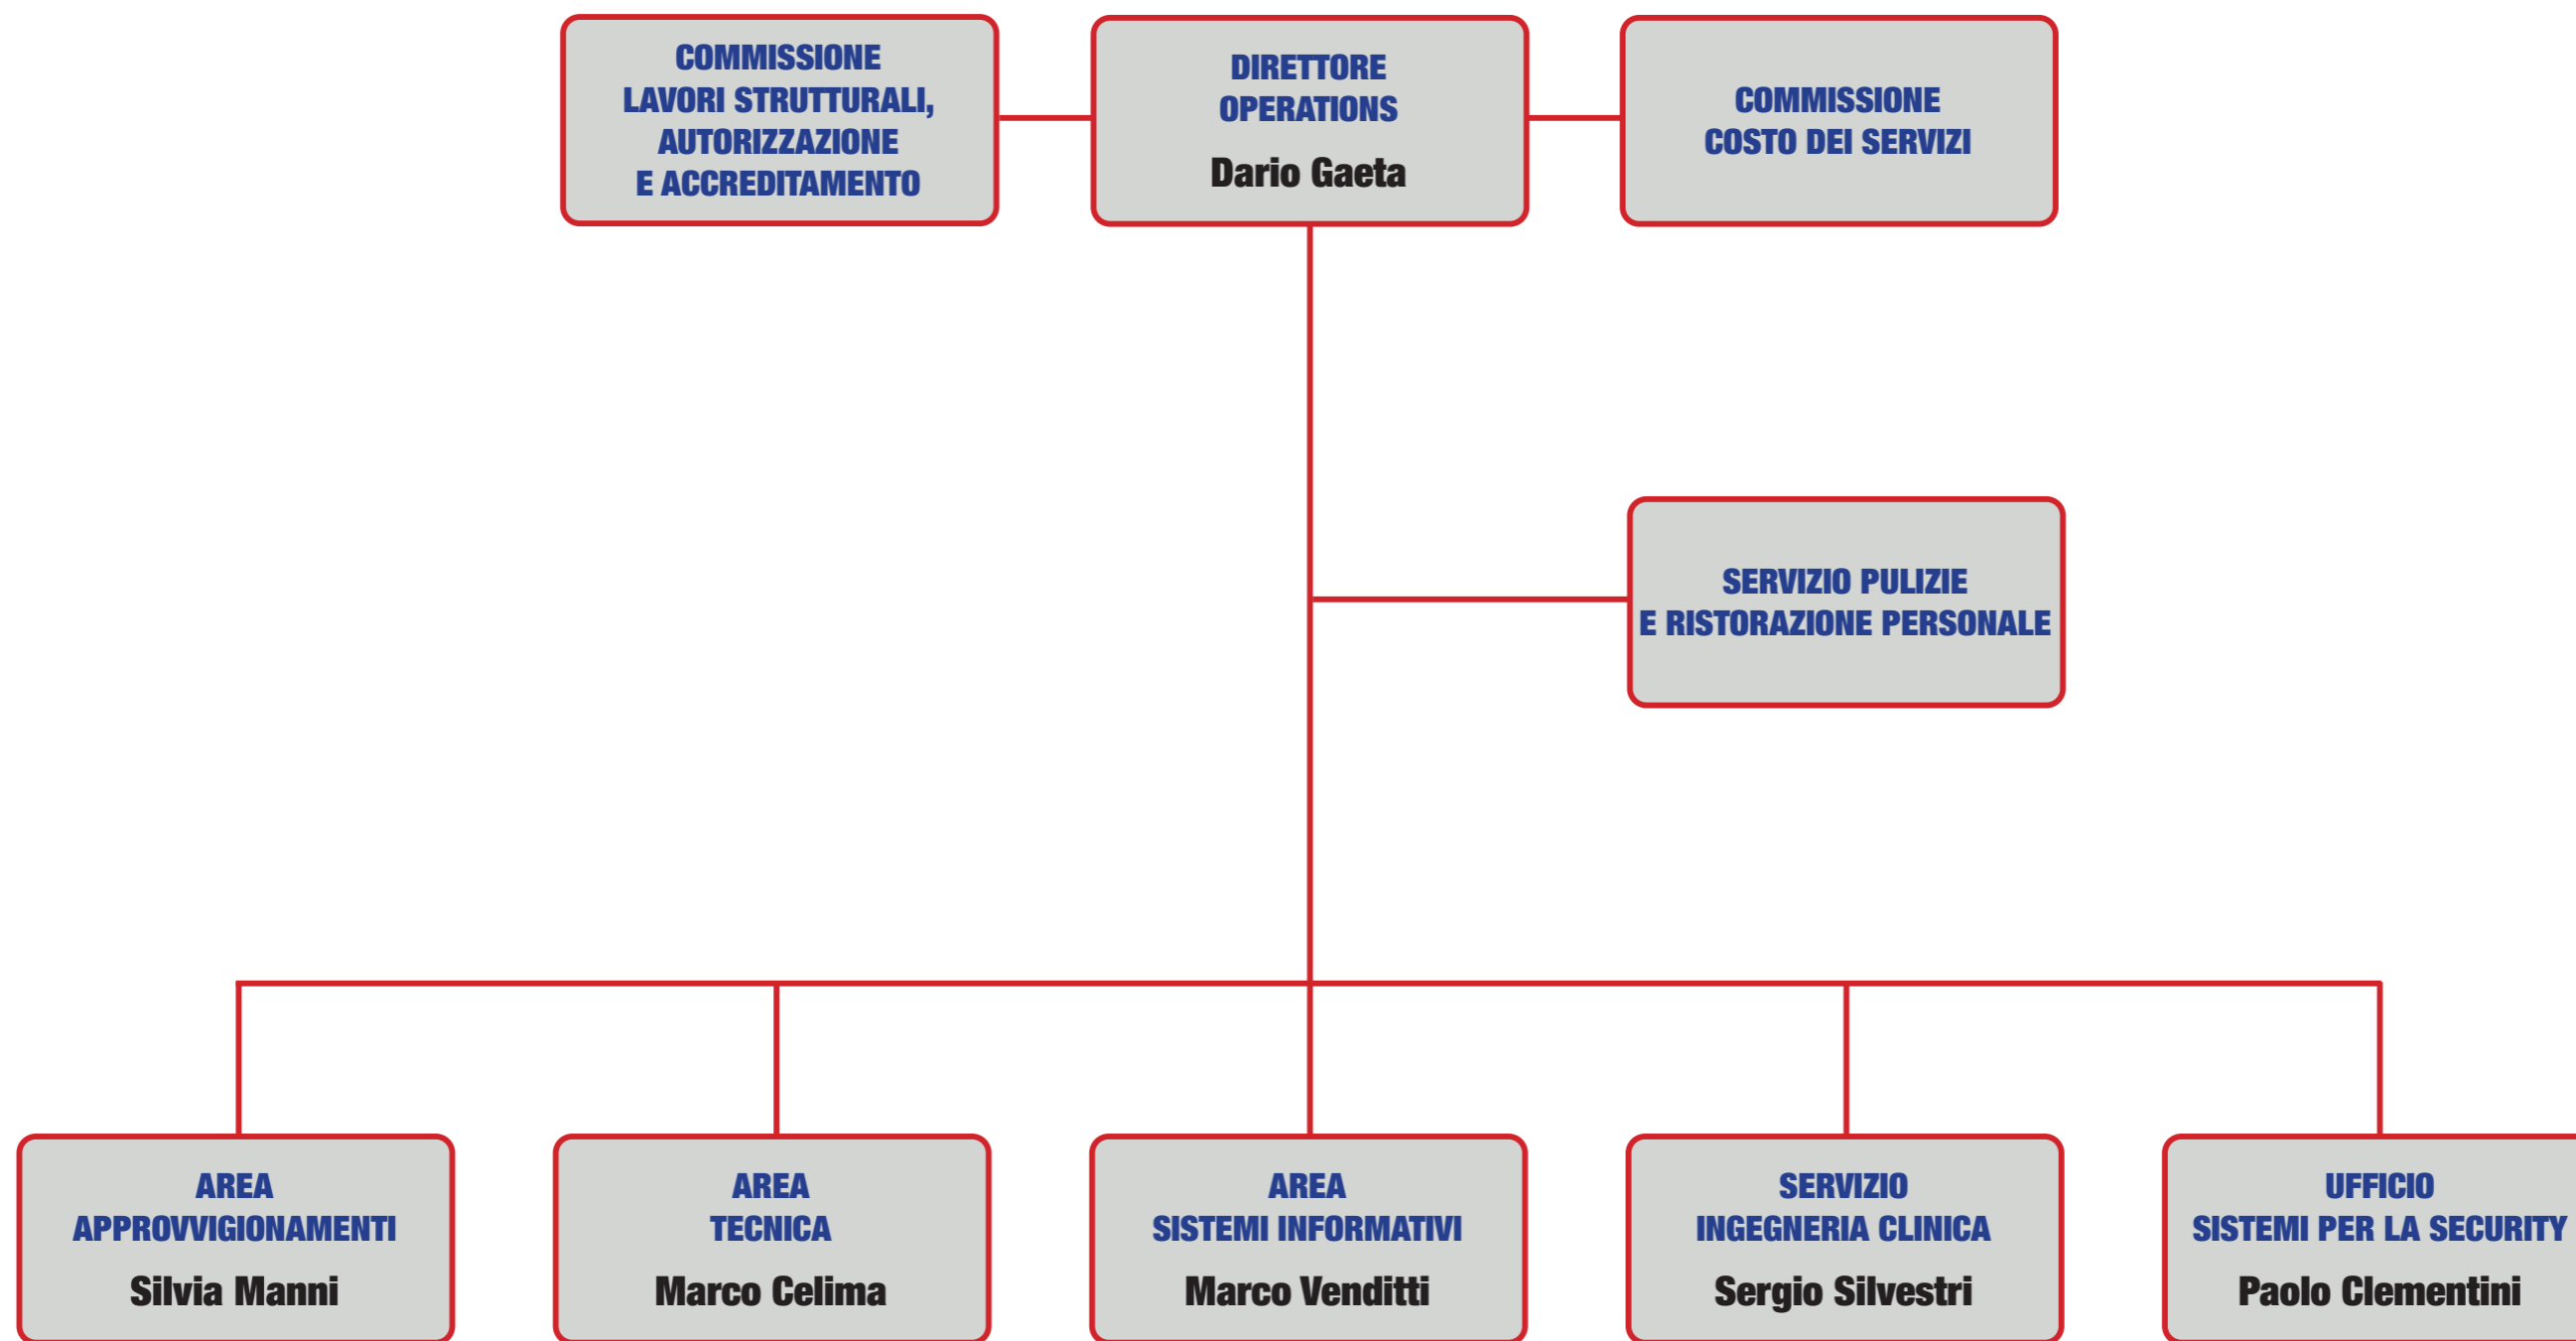 COMMISSIONE
LAVORI STRUTTURALI,
AUTORIZZAZIONE
E ACCREDITAMENTO
DIRETTORE
OPERATIONS
Dario Gaeta
COMMISSIONE
COSTO DEI SERVIZI
SERVIZIO PULIZIE
E RISTORAZIONE PERSONALE
AREA
APPROVVIGIONAMENTI
Silvia Manni
AREA
TECNICA
Marco Celima
AREA
SISTEMI INFORMATIVI
Marco Venditti
SERVIZIO
INGEGNERIA CLINICA
Sergio Silvestri
UFFICIO
SISTEMI PER LA SECURITY
Paolo Clementini